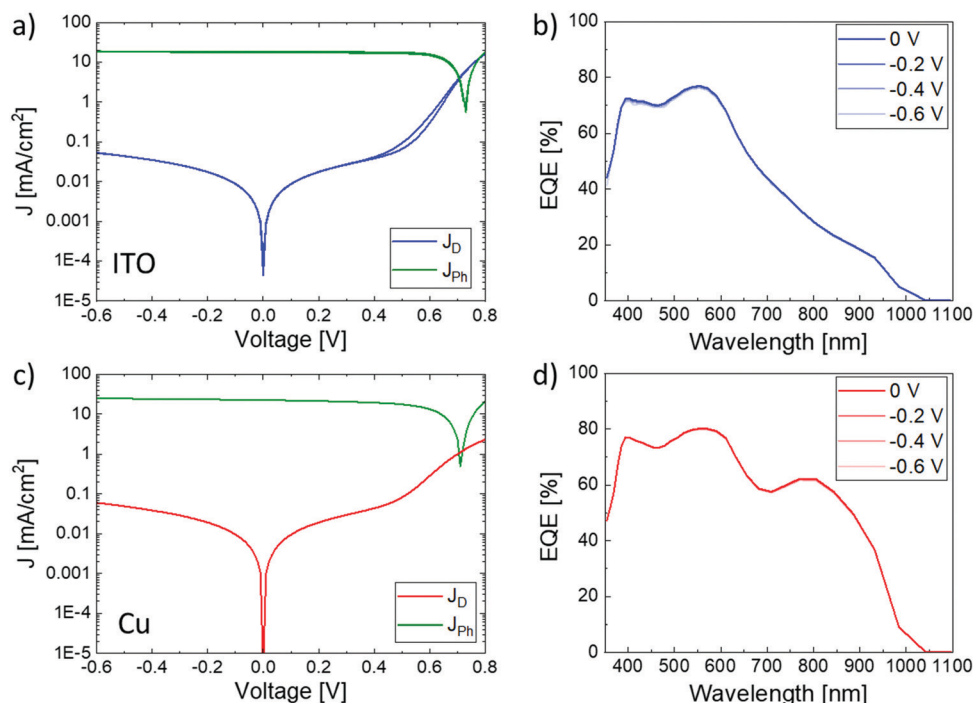 a)
100
10
1
0.1
0.01
0.001
1E-4
1E-5
J [mA/cm²]
ITO
J_D
J_Ph
-0.6 -0.4 -0.2 0.0 0.2 0.4 0.6 0.8
Voltage [V]
b)
100
80
60
40
20
0
EQE [%]
0 V
-0.2 V
-0.4 V
-0.6 V
400 500 600 700 800 900 1000 1100
Wavelength [nm]
c)
100
10
1
0.1
0.01
0.001
1E-4
1E-5
J [mA/cm²]
Cu
J_D
J_Ph
-0.6 -0.4 -0.2 0.0 0.2 0.4 0.6 0.8
Voltage [V]
d)
100
80
60
40
20
0
EQE [%]
0 V
-0.2 V
-0.4 V
-0.6 V
400 500 600 700 800 900 1000 1100
Wavelength [nm]